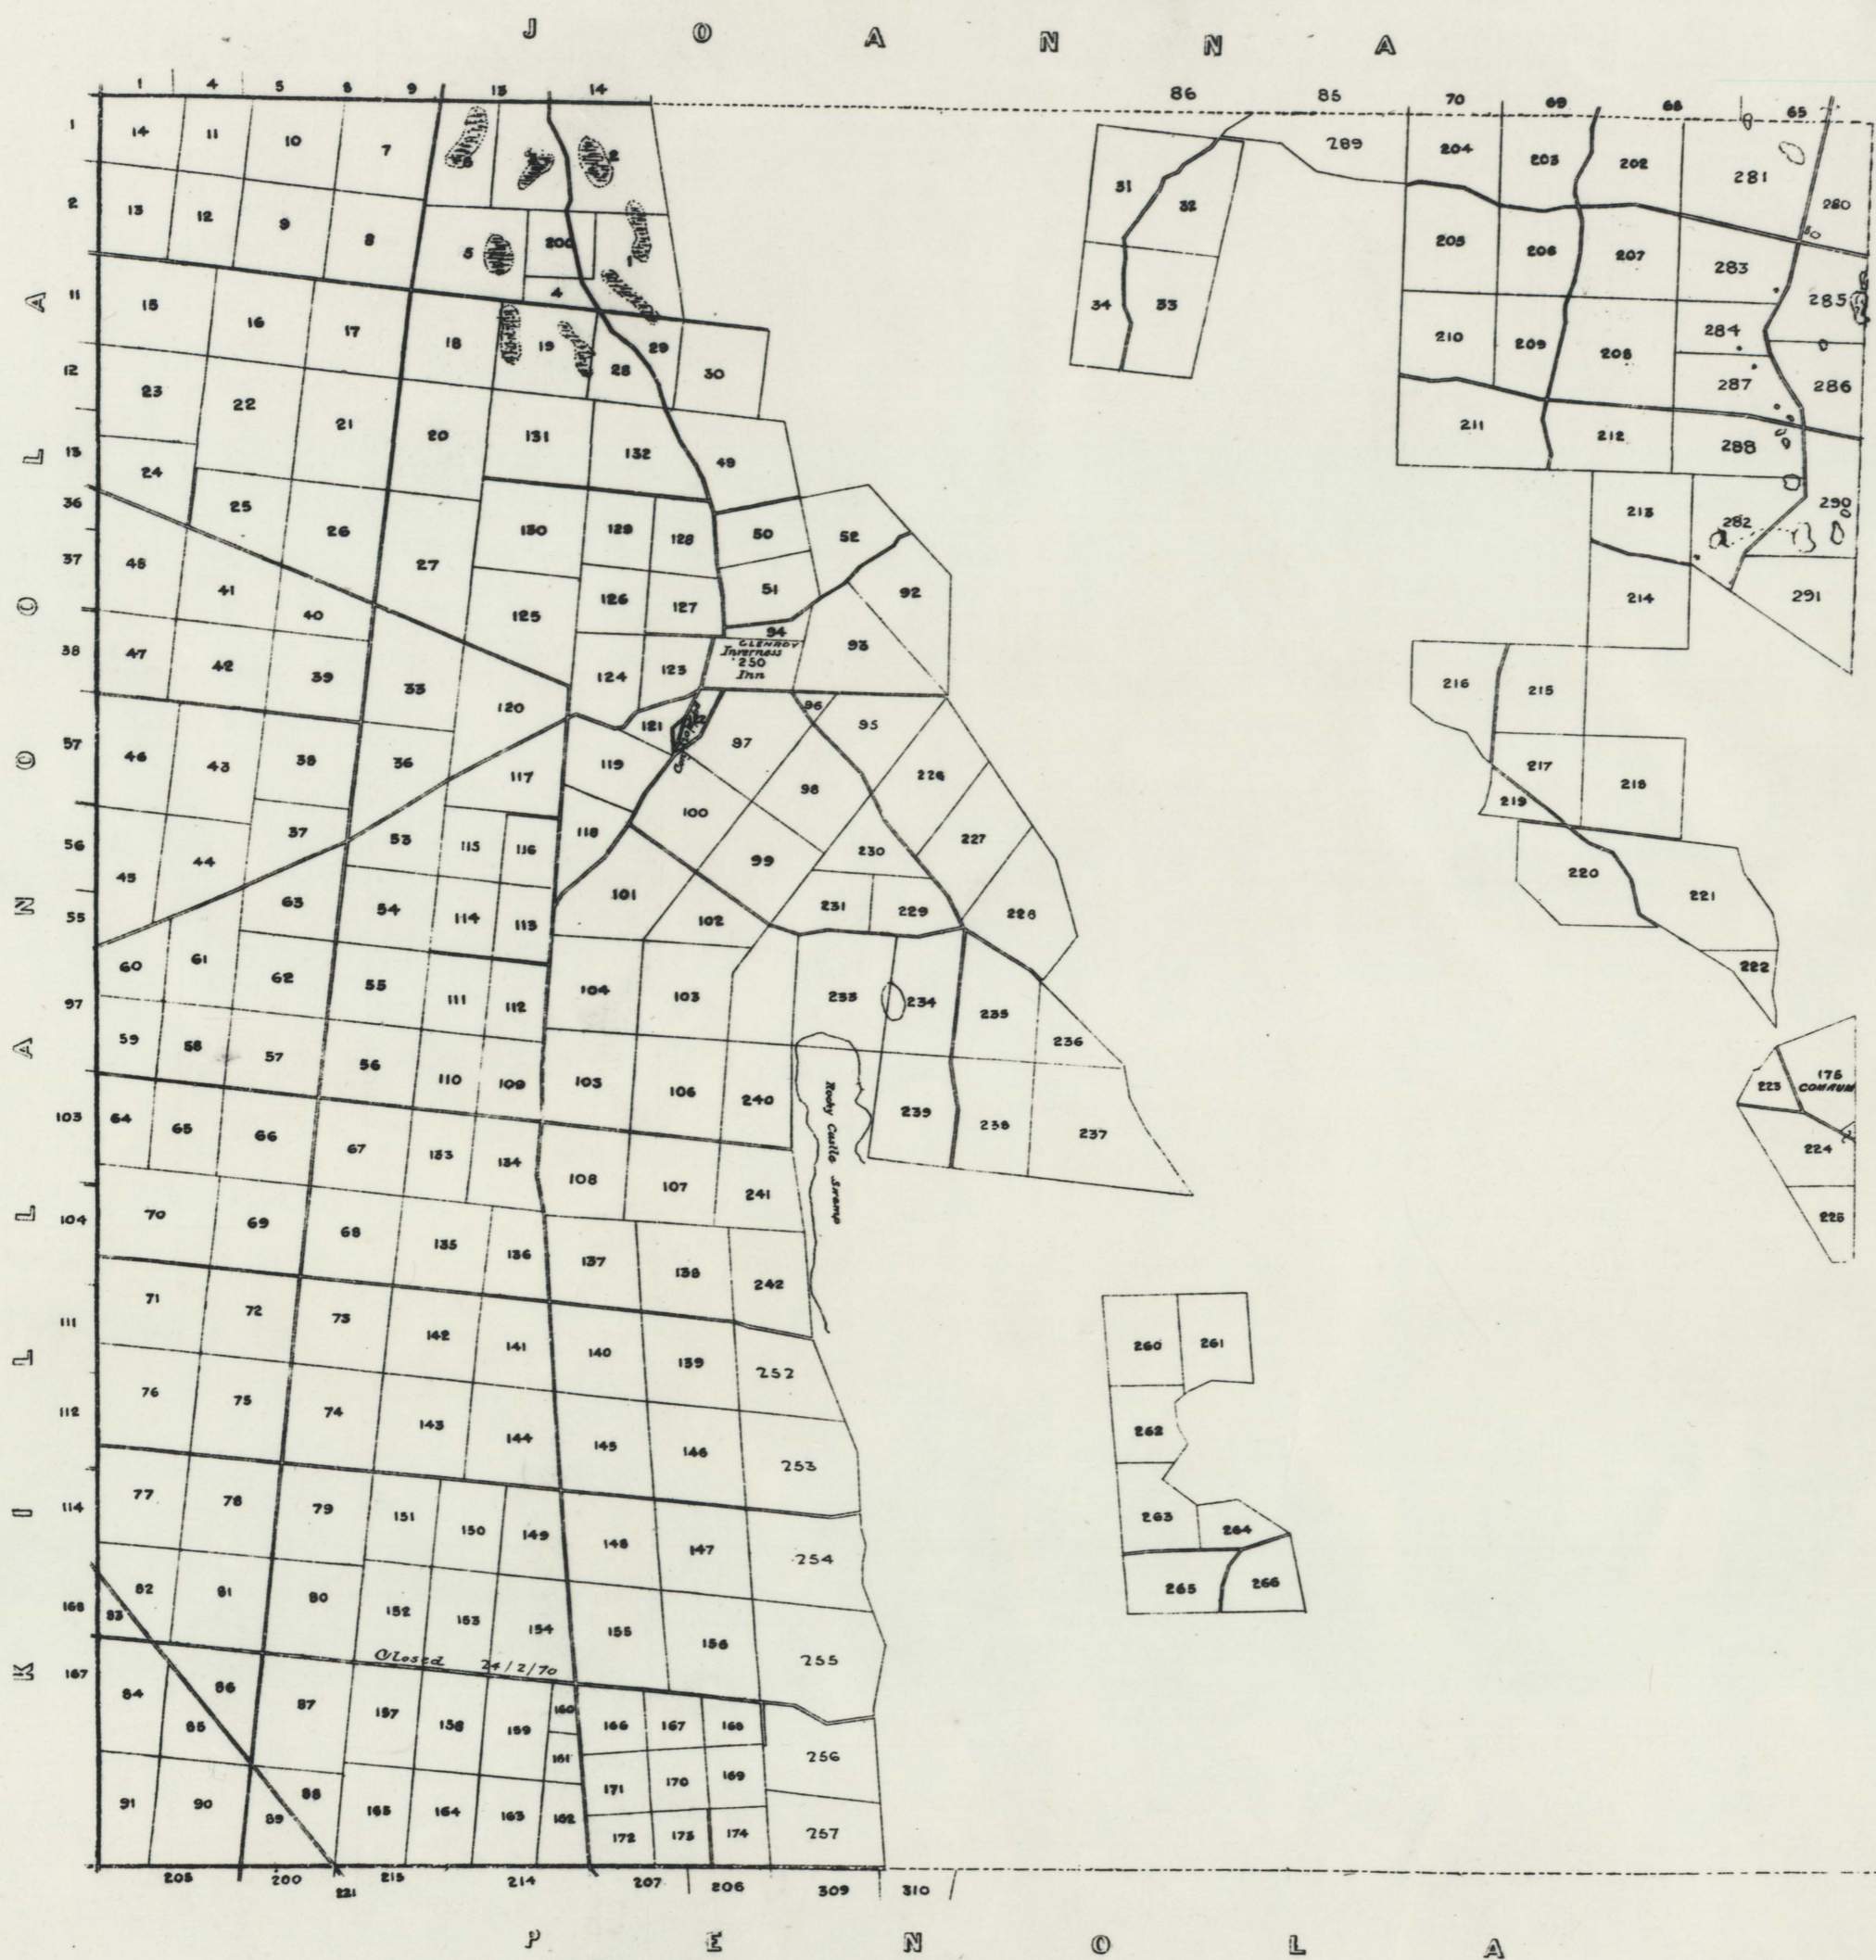 J O A N N A
1 4 5 8 9 13 14 86 85 70 69 68 65
1 14 11 10 7 6 3 2 31 32 289 204 203 202 281 280
2 13 12 9 8 5 200 1 4 34 33 205 206 207 283 285
11 15 16 17 18 19 28 29 30 210 209 208 284 287 286
12 23 22 21 20 131 132 49 211 212 288
13 24 25 26 27 130 129 128 50 52 213 282 290
36
37 48 41 40 125 126 127 51 92 93 94 214 291
GLENROY
Inverness
250
Inn
38 47 42 39 33 120 124 123 121 216 215
57 46 43 38 36 117 119 97 96 95 226 217 218 219
56 45 44 37 53 115 116 118 100 98 99 230 227 220 221
55 63 54 114 113 101 102 231 229 228 222
60 61 62 55 111 112 104 103 233 234 235 236
97 59 58 57 56 110 109 105 106 240 239 238 237 223
175
COMAUM
103 64 65 66 67 133 134 108 107 241 224
Rocky Castle Swamp
104 70 69 68 135 136 137 138 242 225
111 71 72 73 142 141 140 139 252 260 261
112 76 75 74 143 144 145 146 253 262
114 77 78 79 151 150 149 148 147 254 263 264
168 82 83 81 80 152 153 154 155 156 255 265 266
Closed 24/2/70
167 84 86 85 87 157 158 159 160 161 166 167 168 256
91 90 89 88 165 164 163 162 171 170 169 172 173 174 257
205 200 221 215 214 207 206 309 310
K I L L A N O O L A
P E N O L A